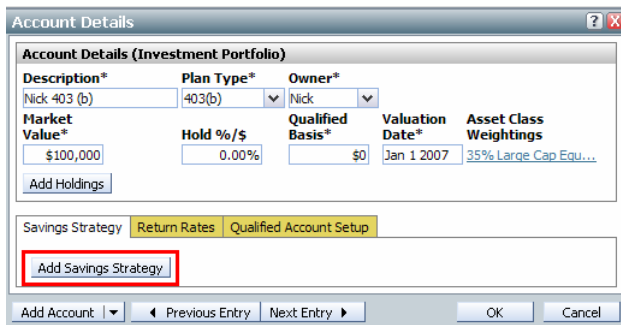 Account Details ? X
Account Details (Investment Portfolio)
Description* Plan Type* Owner*
Nick 403 (b) 403(b) Nick
Market Value* Hold %/$ Qualified Basis* Valuation Date* Asset Class Weightings
$100,000 0.00% $0 Jan 1 2007 35% Large Cap Equ...
Add Holdings
Savings Strategy Return Rates Qualified Account Setup
Add Savings Strategy
Add Account Previous Entry Next Entry OK Cancel